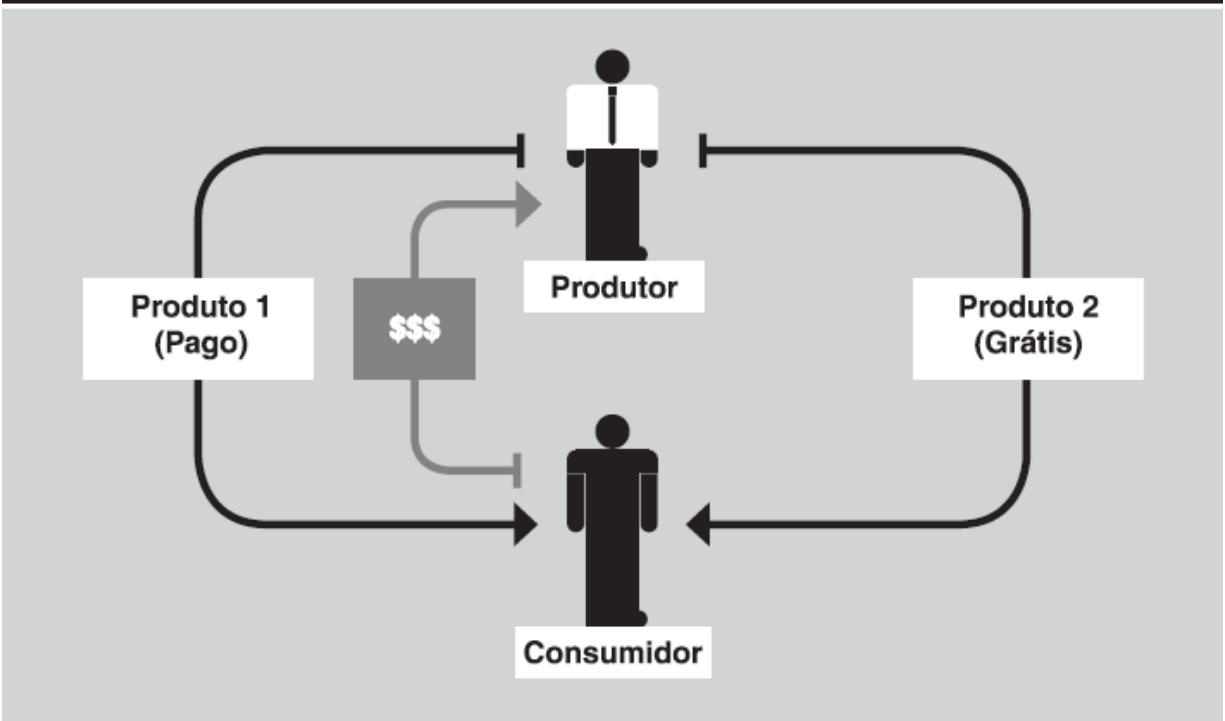 Produtor
Produto 1
(Pago)
$$$
Produto 2
(Grátis)
Consumidor